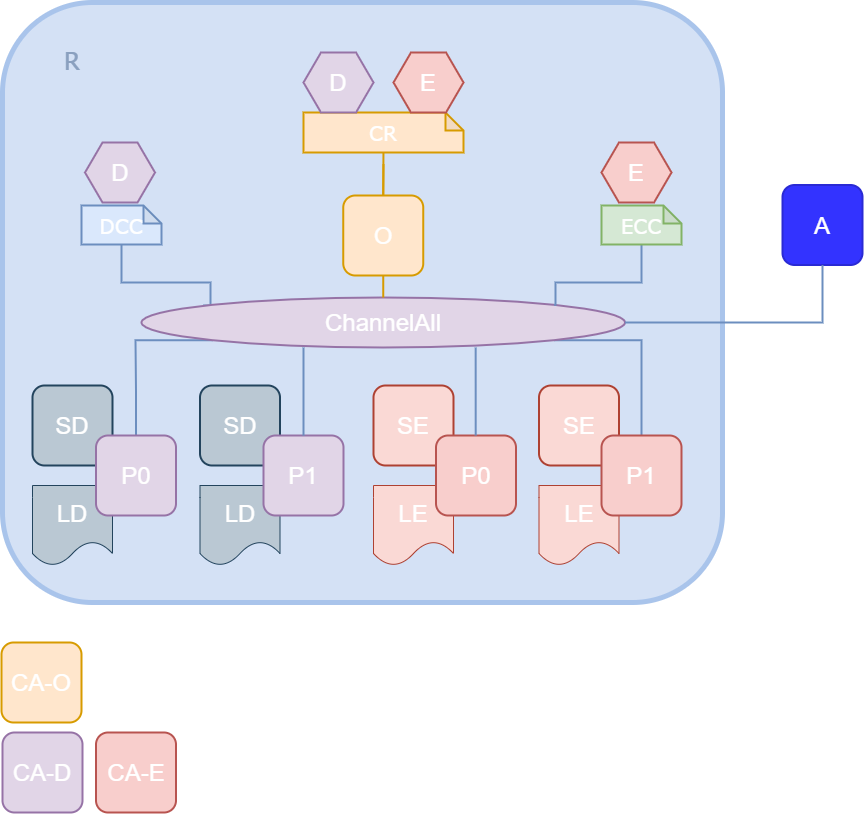 R
D
E
CR
D
E
DCC
O
ECC
A
ChannelAll
SD
SD
SE
SE
P0
P1
P0
P1
LD
LD
LE
LE
CA-O
CA-D
CA-E